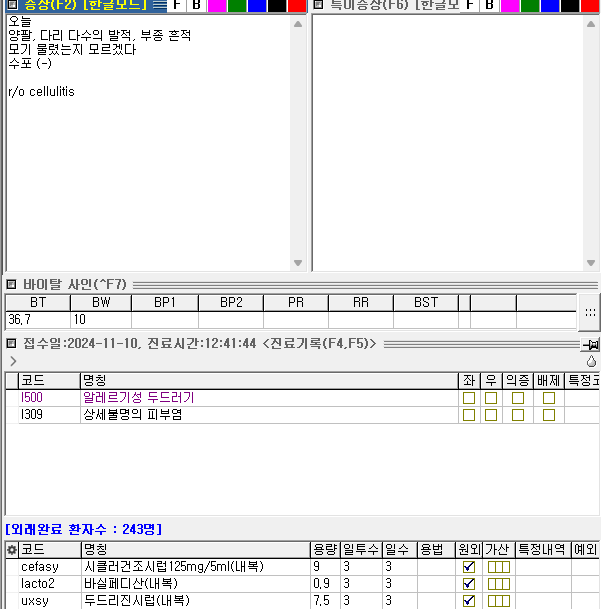 증상(F2) [한글모드] F B
특이증상(F6) [한글모 F B
오늘
양팔, 다리 다수의 발적, 부종 흔적
모기 물렸는지 모르겠다
수포 (-)
r/o cellulitis
바이탈 사인(^F7)
BT BW BP1 BP2 PR RR BST
36.7 10
접수일:2024-11-10, 진료시간:12:41:44 <진료기록(F4,F5)>
코드 명칭 좌 우 의증 배제 특정코
l500 알레르기성 두드러기
l309 상세불명의 피부염
[외래완료 환자수 : 243명]
코드 명칭 용량 일투수 일수 용법 원외 가산 특정내역 예외
cefasy 시클러건조시럽125mg/5ml(내복) 9 3 3
lacto2 바실페디산(내복) 0.9 3 3
uxsy 두드리진시럽(내복) 7.5 3 3